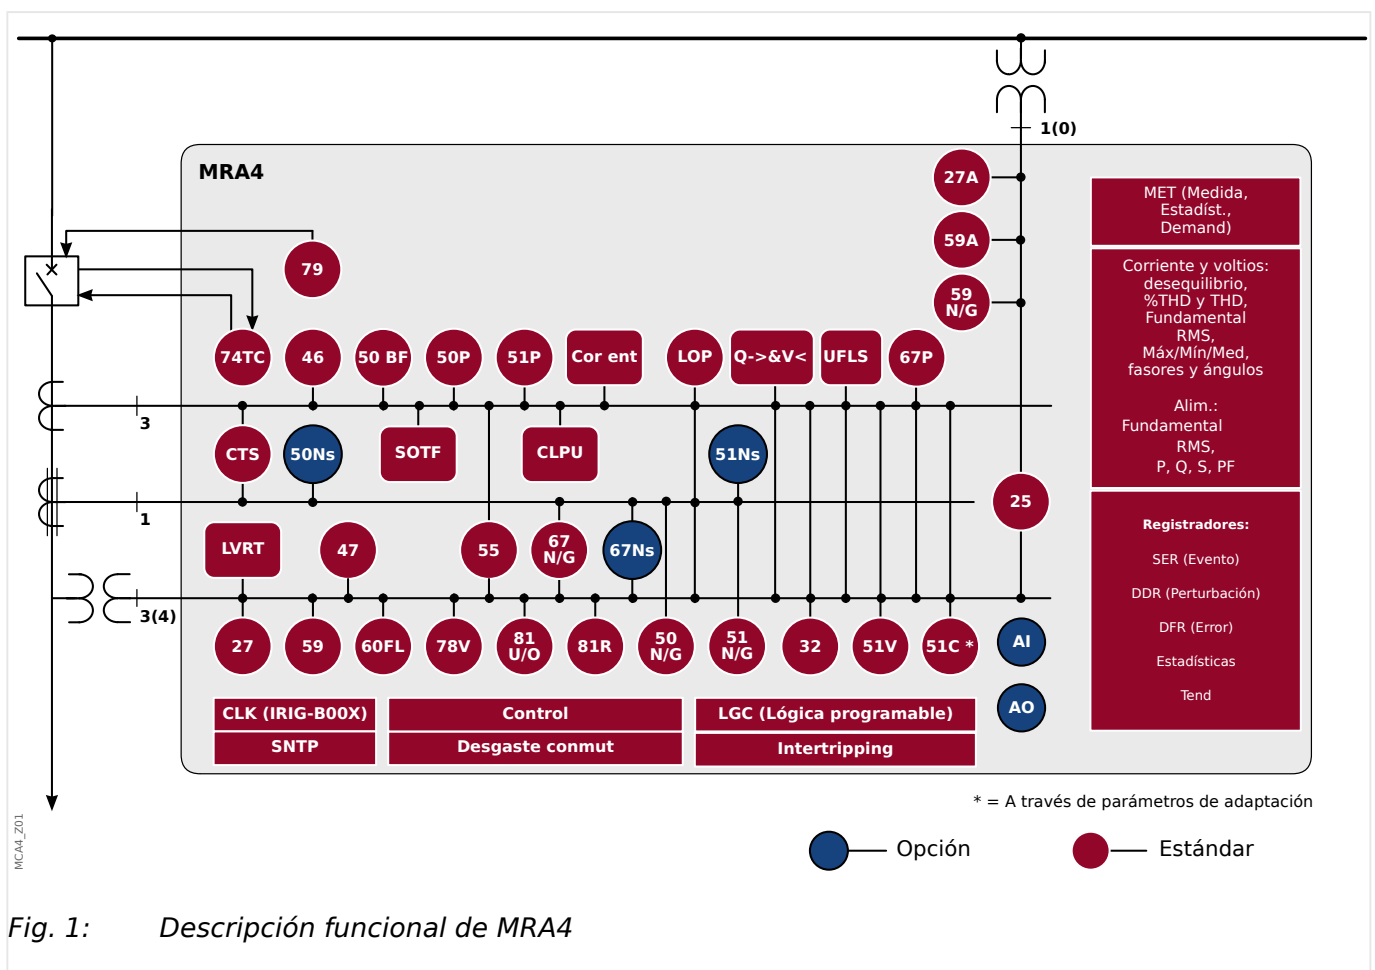 1(0)
MRA4
27A
59A
59
N/G
79
74TC
46
50 BF
50P
51P
Cor ent
LOP
Q->&V<
UFLS
67P
3
CTS
50Ns
SOTF
CLPU
51Ns
1
25
LVRT
47
55
67
N/G
67Ns
3(4)
27
59
60FL
78V
81
U/O
81R
50
N/G
51
N/G
32
51V
51C *
AI
AO
CLK (IRIG-B00X)
SNTP
Control
Desgaste conmut
LGC (Lógica programable)
Intertripping
MET (Medida,
Estadíst.,
Demand)
Corriente y voltios:
desequilibrio,
%THD y THD,
Fundamental
RMS,
Máx/Mín/Med,
fasores y ángulos
Alim.:
Fundamental
RMS,
P, Q, S, PF
Registradores:
SER (Evento)
DDR (Perturbación)
DFR (Error)
Estadísticas
Tend
* = A través de parámetros de adaptación
Opción
Estándar
MCA4_Z01
Fig. 1: Descripción funcional de MRA4